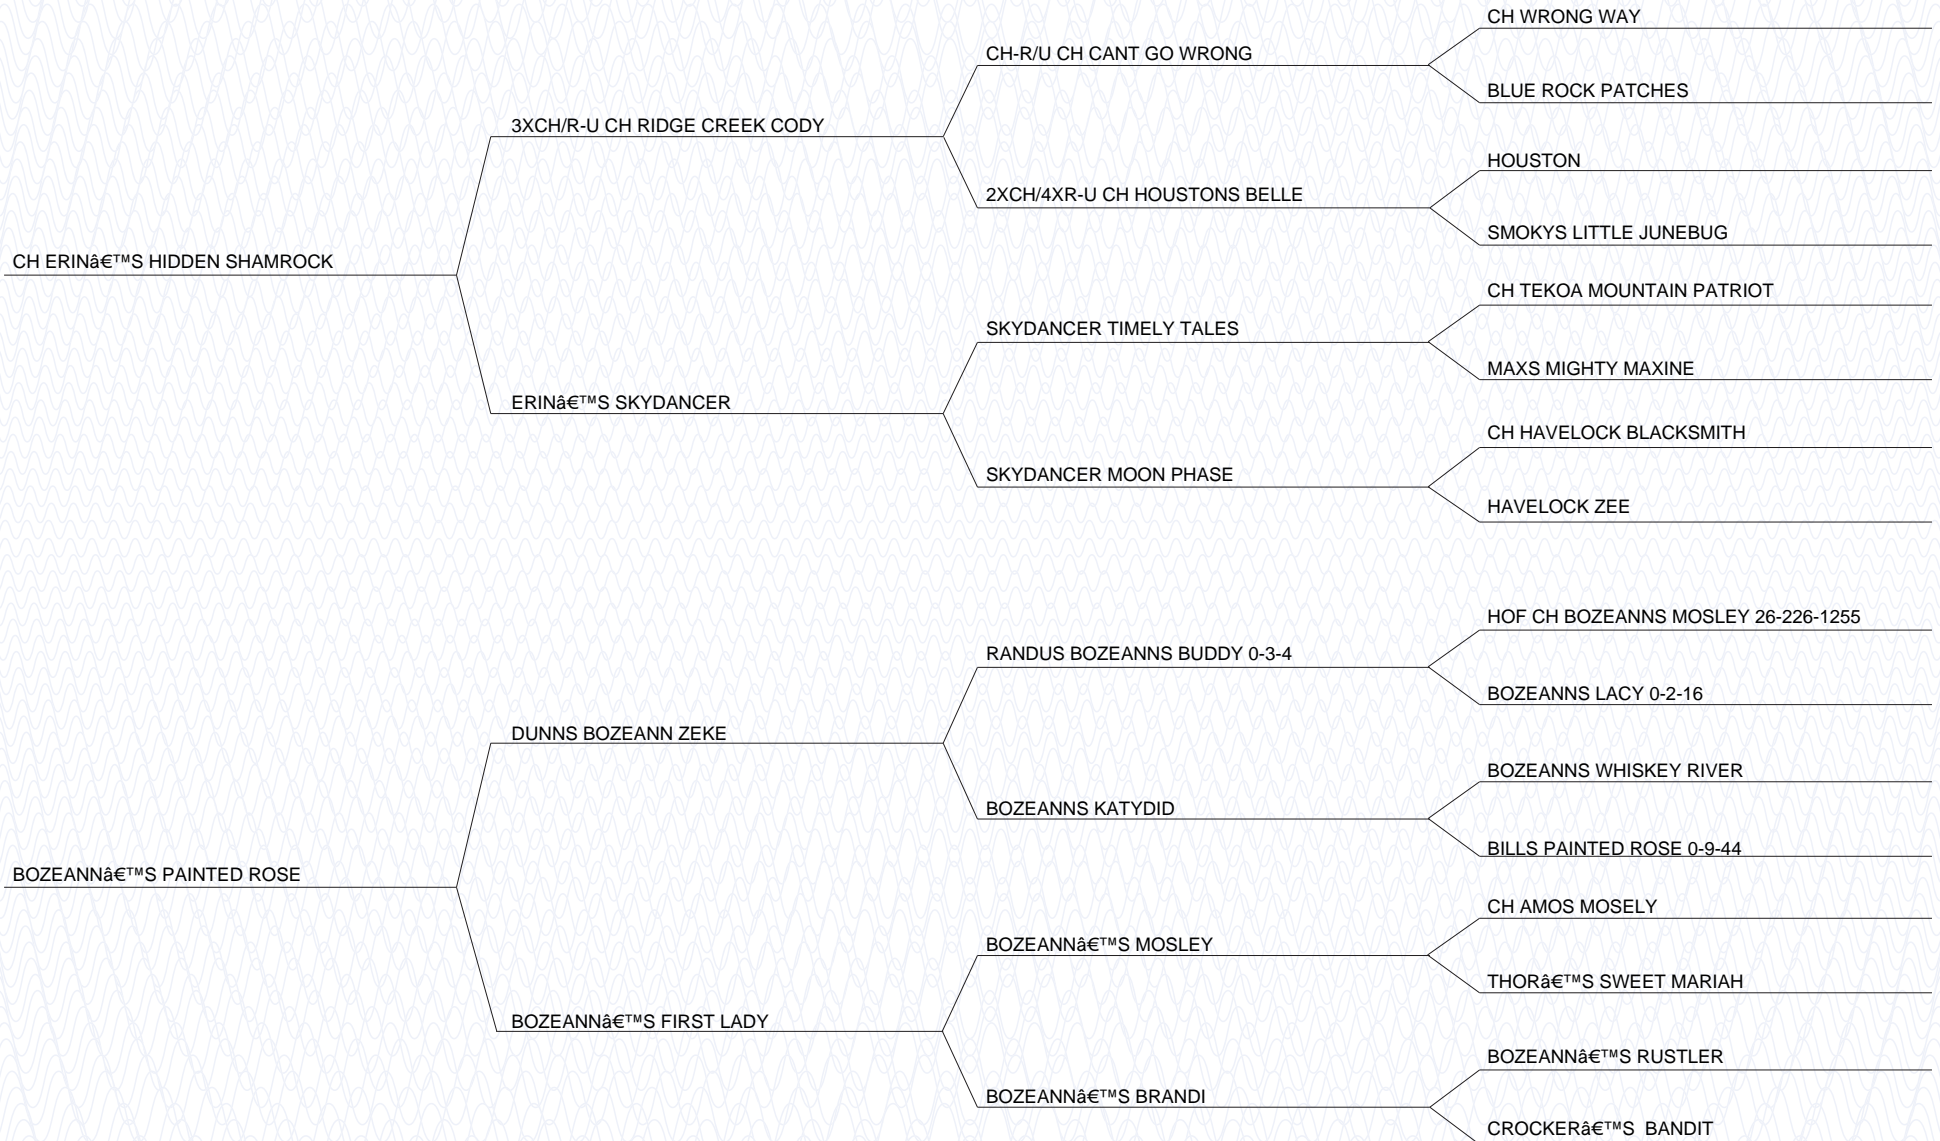 CH WRONG WAY
CH-R/U CH CANT GO WRONG
BLUE ROCK PATCHES
3XCH/R-U CH RIDGE CREEK CODY
HOUSTON
2XCH/4XR-U CH HOUSTONS BELLE
SMOKYS LITTLE JUNEBUG
CH ERINâ€™S HIDDEN SHAMROCK
CH TEKOA MOUNTAIN PATRIOT
SKYDANCER TIMELY TALES
MAXS MIGHTY MAXINE
ERINâ€™S SKYDANCER
CH HAVELOCK BLACKSMITH
SKYDANCER MOON PHASE
HAVELOCK ZEE
HOF CH BOZEANNS MOSLEY 26-226-1255
RANDUS BOZEANNS BUDDY 0-3-4
BOZEANNS LACY 0-2-16
DUNNS BOZEANN ZEKE
BOZEANNS WHISKEY RIVER
BOZEANNS KATYDID
BILLS PAINTED ROSE 0-9-44
BOZEANNâ€™S PAINTED ROSE
CH AMOS MOSELY
BOZEANNâ€™S MOSLEY
THORâ€™S SWEET MARIAH
BOZEANNâ€™S FIRST LADY
BOZEANNâ€™S RUSTLER
BOZEANNâ€™S BRANDI
CROCKERâ€™S  BANDIT